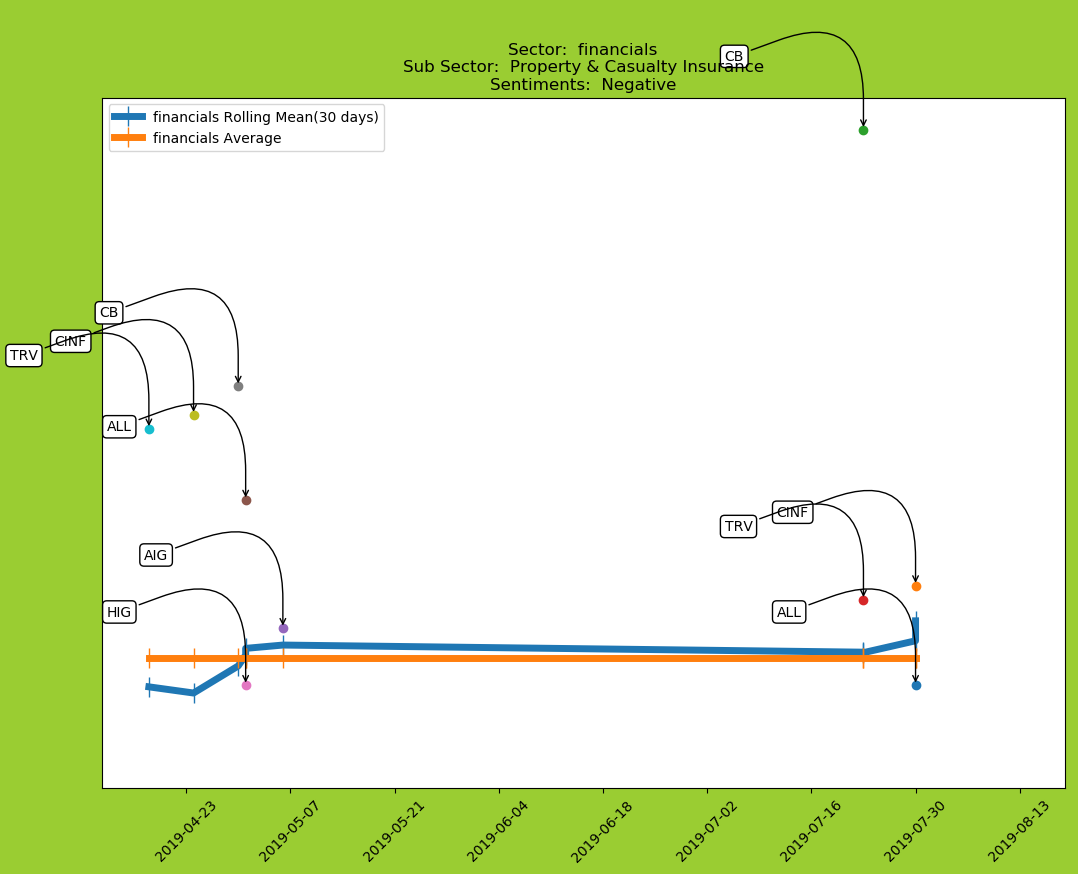 Sector:  financials
Sub Sector:  Property & Casualty Insurance
Sentiments:  Negative
CB
financials Rolling Mean(30 days)
financials Average
CB
CINF
TRV
ALL
AIG
HIG
CINF
TRV
ALL
2019-04-23
2019-05-07
2019-05-21
2019-06-04
2019-06-18
2019-07-02
2019-07-16
2019-07-30
2019-08-13